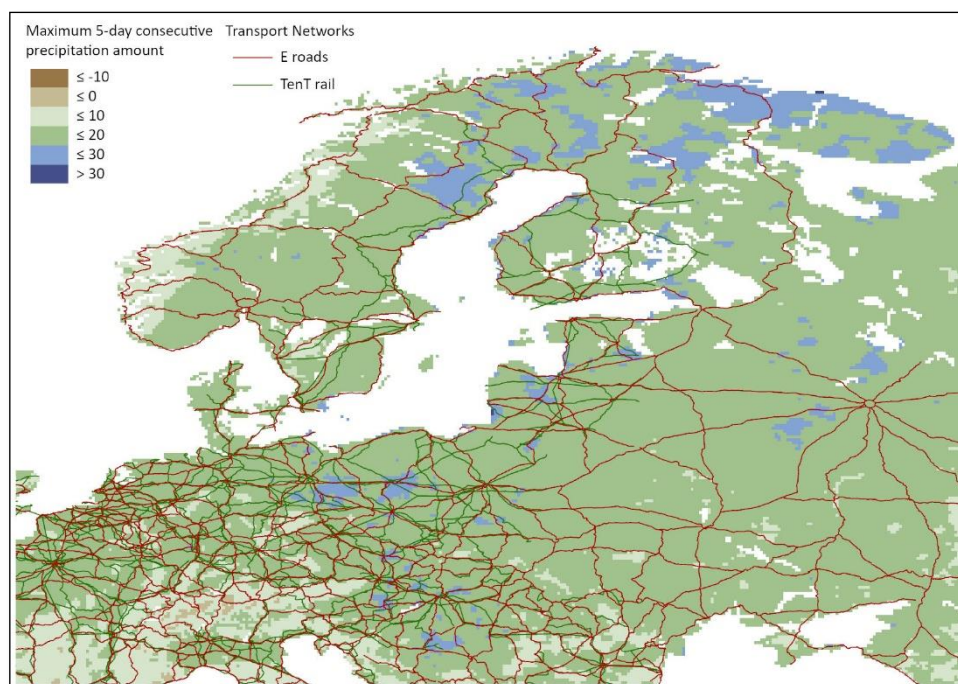 Maximum 5-day consecutive
precipitation amount
≤ -10
≤ 0
≤ 10
≤ 20
≤ 30
> 30
Transport Networks
E roads
TenT rail